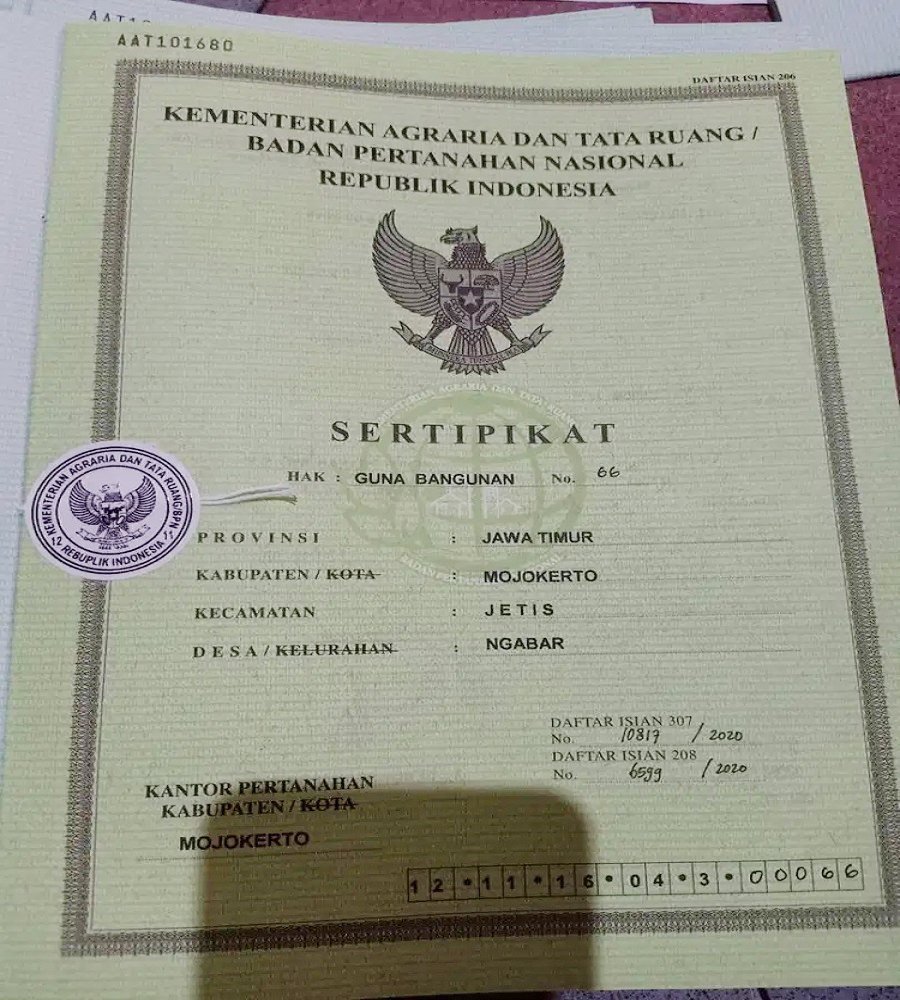 AAT101680
DAFTAR ISIAN 206
KEMENTERIAN AGRARIA DAN TATA RUANG /
BADAN PERTANAHAN NASIONAL
REPUBLIK INDONESIA
SERTIPIKAT
HAK : GUNA BANGUNAN No. 66
KEMENTERIAN AGRARIA DAN TATA RUANG/BPN
REBUPLIK INDONESIA
PROVINSI : JAWA TIMUR
KABUPATEN / KOTA : MOJOKERTO
KECAMATAN : JETIS
DESA / KELURAHAN : NGABAR
DAFTAR ISIAN 307
No. 10819 / 2020
DAFTAR ISIAN 208
No. 6599 / 2020
KANTOR PERTANAHAN
KABUPATEN / KOTA
MOJOKERTO
12•11•16•04•3•00066